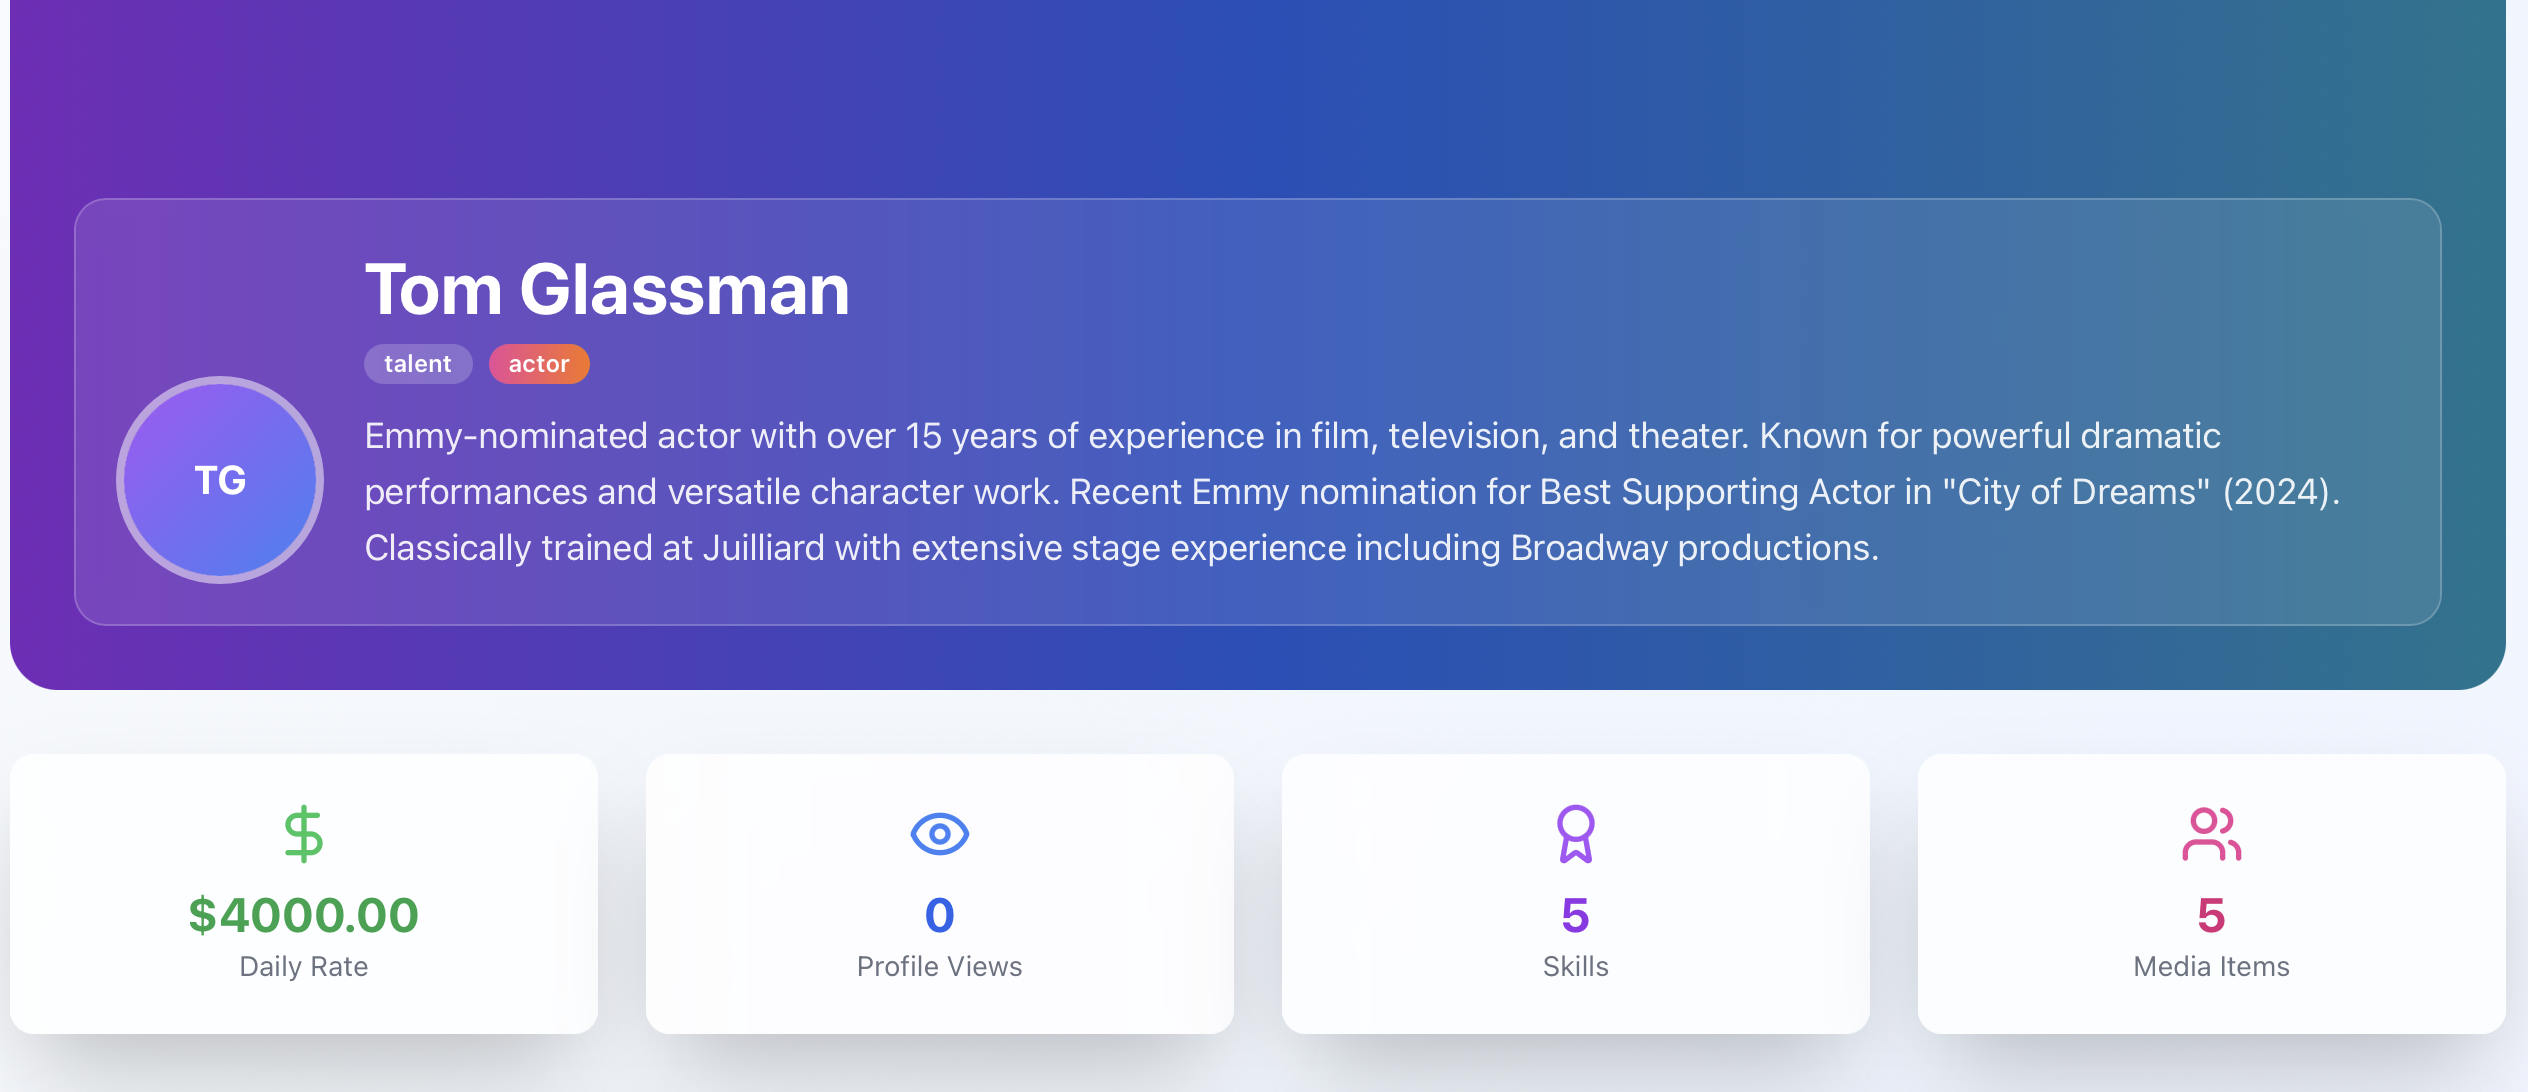 Tom Glassman
talent actor
TG
Emmy-nominated actor with over 15 years of experience in film, television, and theater. Known for powerful dramatic
performances and versatile character work. Recent Emmy nomination for Best Supporting Actor in "City of Dreams" (2024).
Classically trained at Juilliard with extensive stage experience including Broadway productions.
$4000.00
Daily Rate
0
Profile Views
5
Skills
5
Media Items